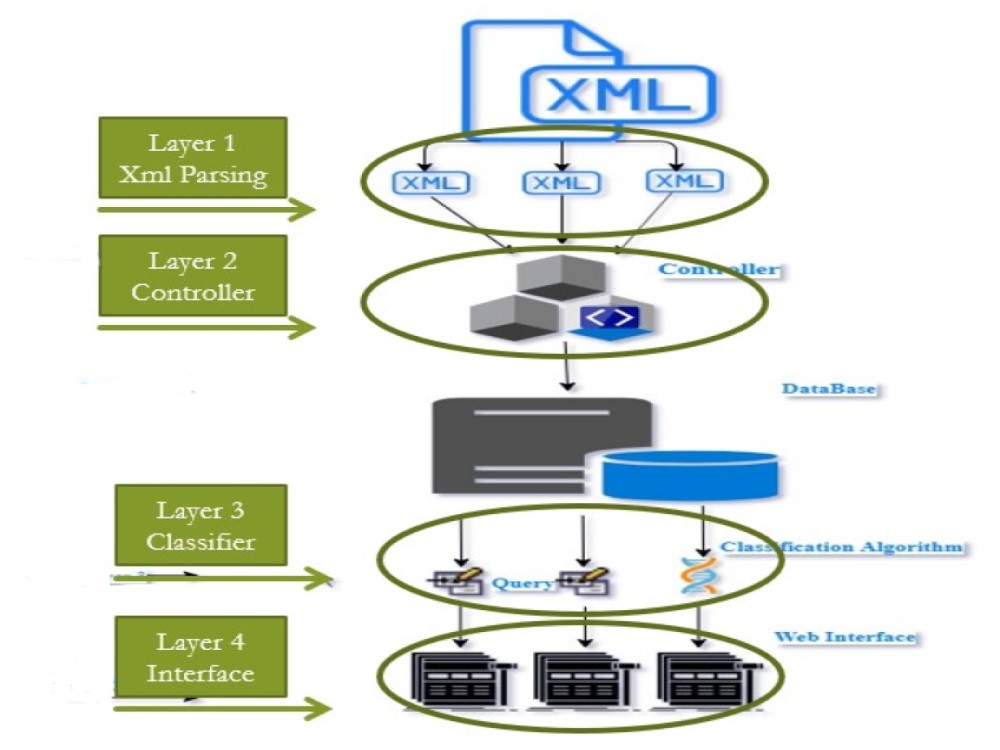 XML
Layer 1
Xml Parsing
XML
XML
XML
Layer 2
Controller
Controller
DataBase
Layer 3
Classifier
Classification Algorithm
Query
Layer 4
Interface
Web Interface